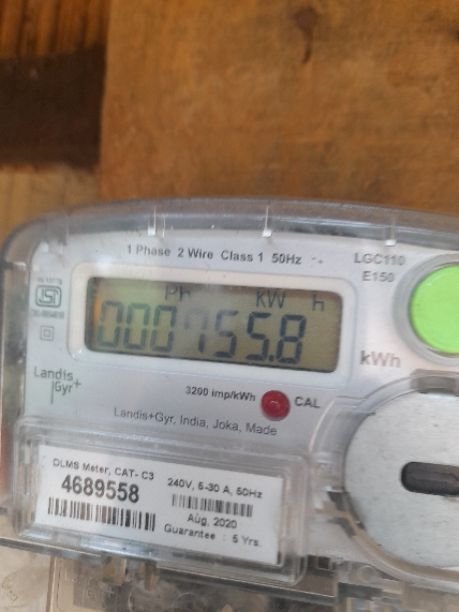 1 Phase 2 Wire Class 1 50Hz
LGC110
E150
Ph kW h
000755.8
kWh
Landis
Gyr+
3200 imp/kWh CAL
Landis+Gyr, India, Joka, Made
DLMS Meter, CAT- C3
4689558
240V, 5-30 A, 50Hz
Aug, 2020
Guarantee : 5 Yrs.